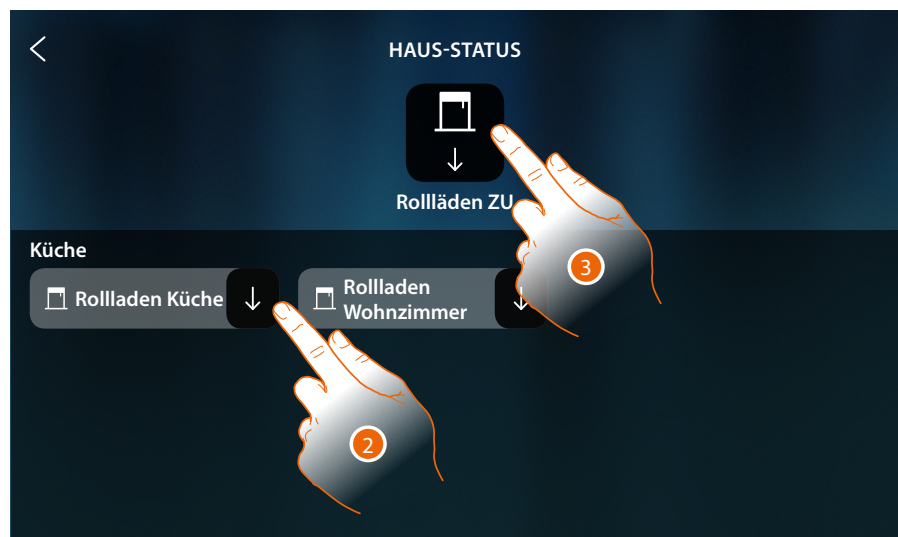 HAUS-STATUS
Rollläden ZU
3
Küche
Rollladen Küche
Rollladen
Wohnzimmer
2